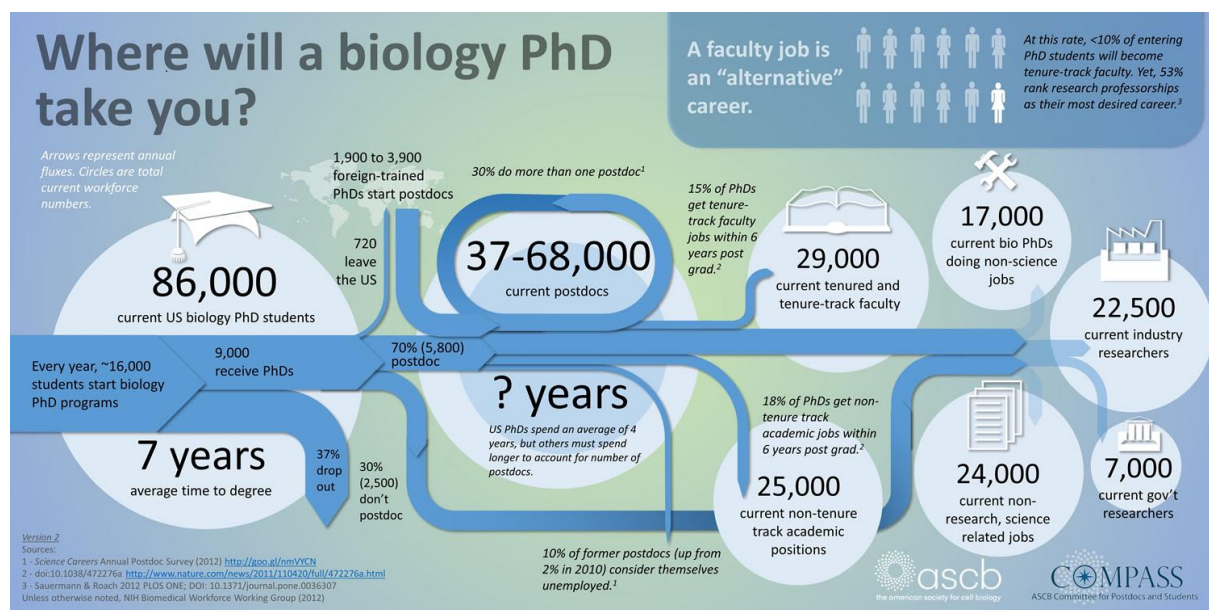 Where will a biology PhD
take you?
A faculty job is
an “alternative”
career.
At this rate, <10% of entering
PhD students will become
tenure-track faculty. Yet, 53%
rank research professorships
as their most desired career.³
Arrows represent annual
fluxes. Circles are total
current workforce
numbers.
1,900 to 3,900
foreign-trained
PhDs start postdocs
720
leave
the US
30% do more than one postdoc¹
37-68,000
current postdocs
15% of PhDs
get tenure-
track faculty
jobs within 6
years post
grad.²
29,000
current tenured and
tenure-track faculty
17,000
current bio PhDs
doing non-science
jobs
22,500
current industry
researchers
86,000
current US biology PhD students
Every year, ~16,000
students start biology
PhD programs
9,000
receive PhDs
70% (5,800)
postdoc
7 years
average time to degree
37%
drop
out
30%
(2,500)
don’t
postdoc
? years
US PhDs spend an average of 4
years, but others must spend
longer to account for number of
postdocs.
18% of PhDs get non-
tenure track
academic jobs within
6 years post grad.²
25,000
current non-tenure
track academic
positions
24,000
current non-
research, science
related jobs
7,000
current gov’t
researchers
10% of former postdocs (up from
2% in 2010) consider themselves
unemployed.¹
Version 2
Sources:
1 - Science Careers Annual Postdoc Survey (2012) http://goo.gl/nmVYCN
2 - doi:10.1038/472276a http://www.nature.com/news/2011/110420/full/472276a.html
3 - Sauermann & Roach 2012 PLOS ONE; DOI: 10.1371/journal.pone.0036307
Unless otherwise noted, NIH Biomedical Workforce Working Group (2012)
ascb
the american society for cell biology
COMPASS
ASCB Committee for Postdocs and Students